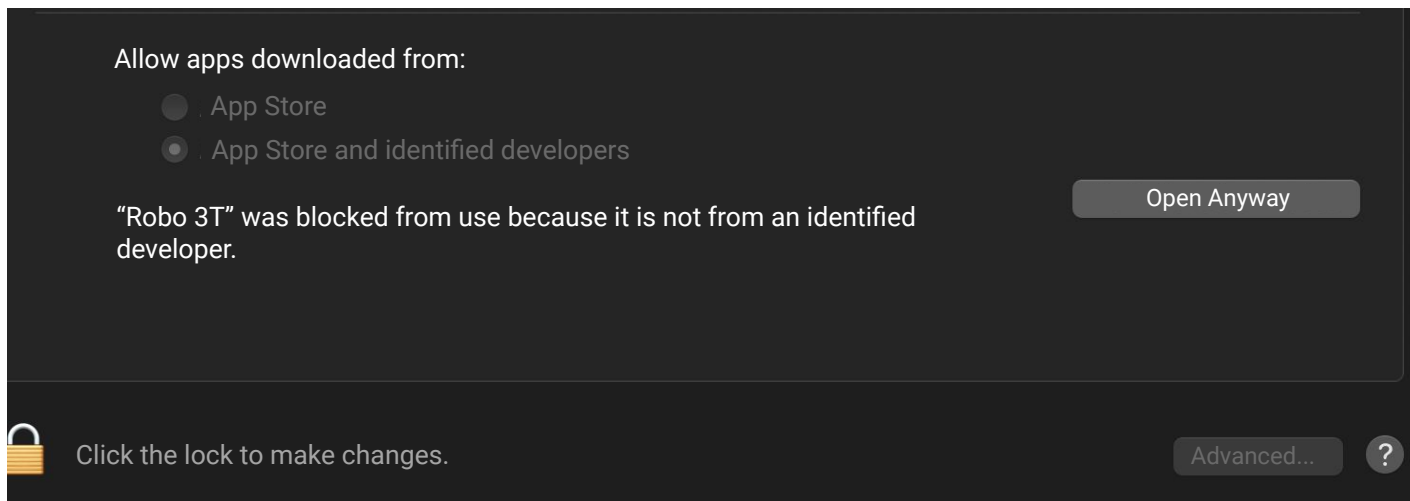 Allow apps downloaded from:
App Store
App Store and identified developers
“Robo 3T” was blocked from use because it is not from an identified
developer.
Open Anyway
Click the lock to make changes.
Advanced...
?